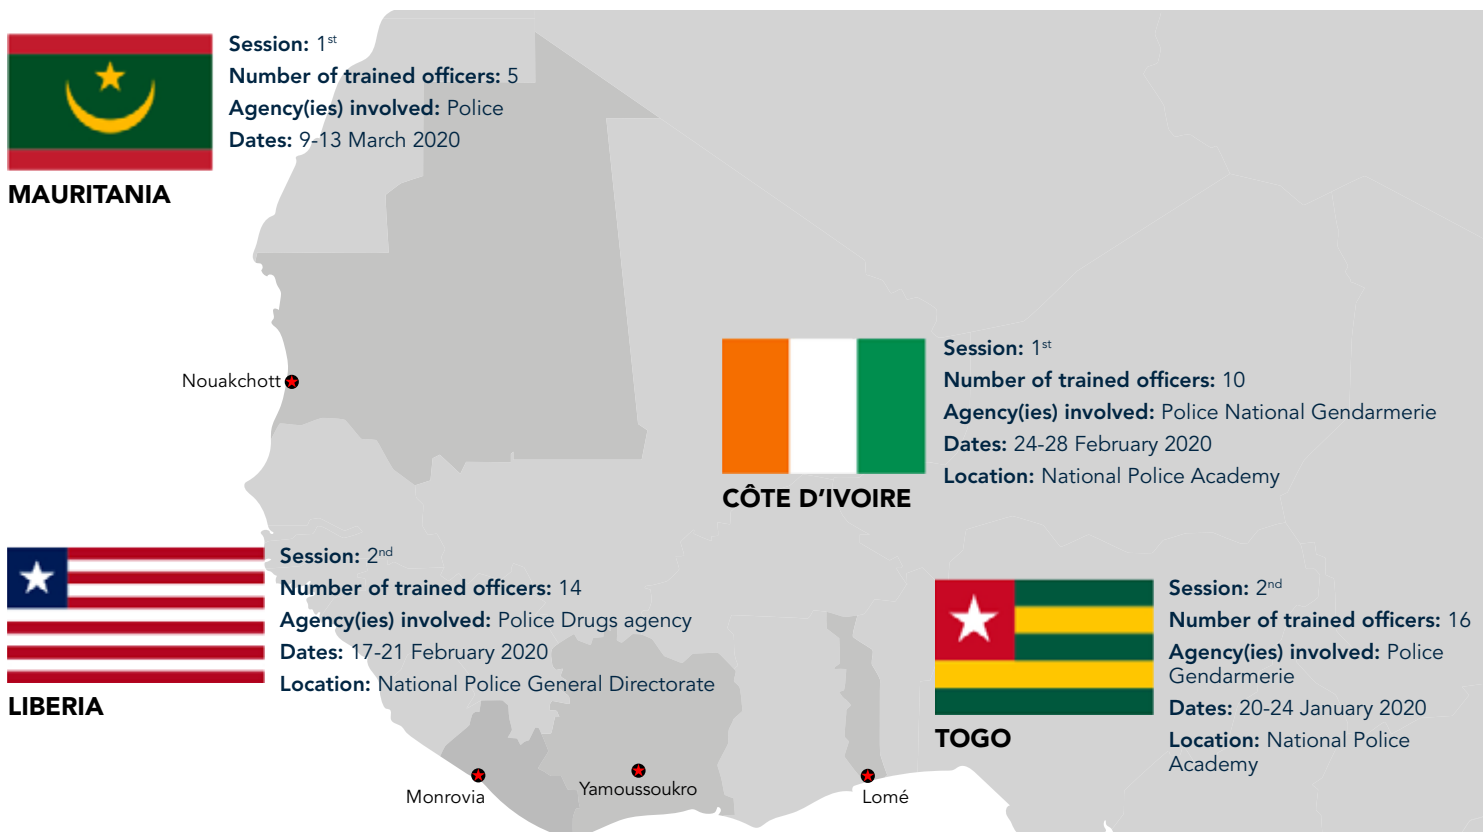 Session: 1st
Number of trained officers: 5
Agency(ies) involved: Police
Dates: 9-13 March 2020
MAURITANIA
Nouakchott
Session: 1st
Number of trained officers: 10
Agency(ies) involved: Police National Gendarmerie
Dates: 24-28 February 2020
Location: National Police Academy
CÔTE D’IVOIRE
Session: 2nd
Number of trained officers: 14
Agency(ies) involved: Police Drugs agency
Dates: 17-21 February 2020
Location: National Police General Directorate
LIBERIA
Session: 2nd
Number of trained officers: 16
Agency(ies) involved: Police
Gendarmerie
Dates: 20-24 January 2020
Location: National Police
Academy
TOGO
Monrovia
Yamoussoukro
Lomé